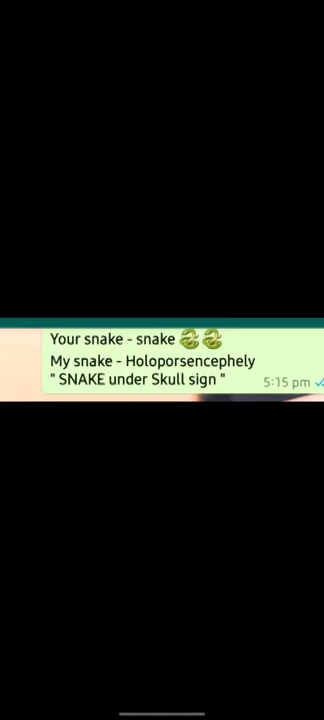 Your snake - snake 🐍🐍
My snake - Holoporsencephely
" SNAKE under Skull sign "
5:15 pm